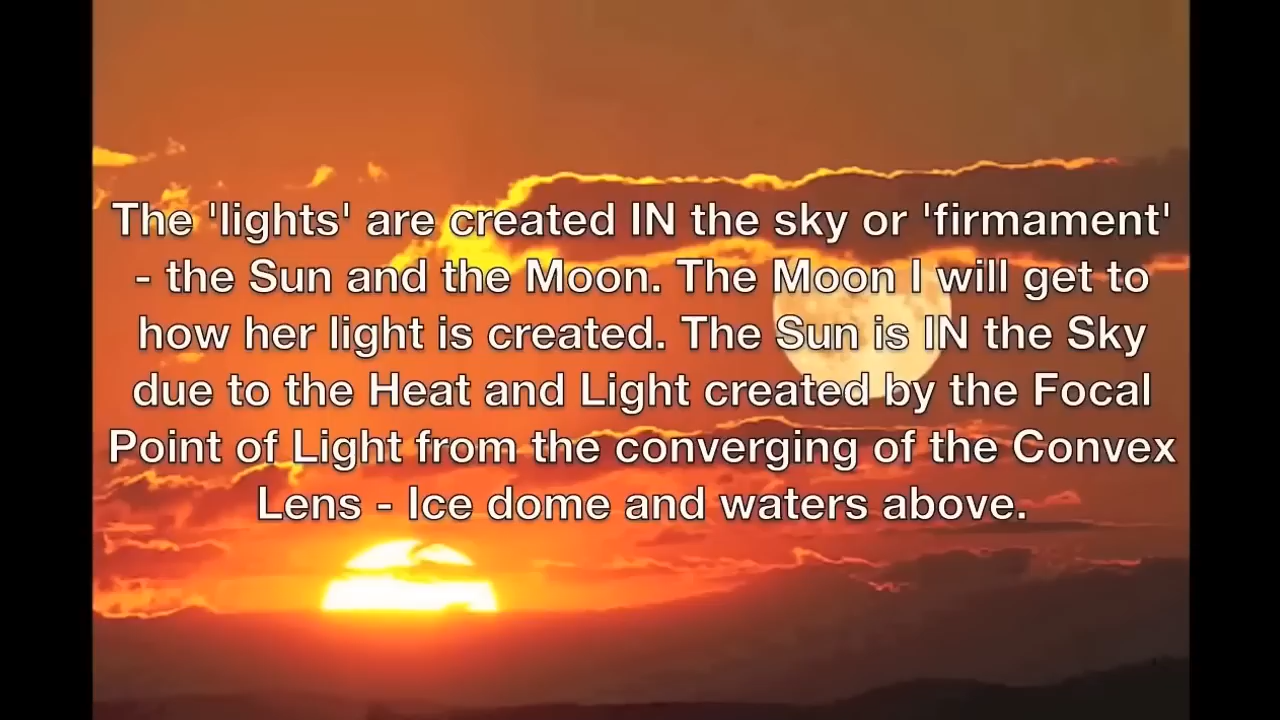 The 'lights' are created IN the sky or 'firmament'
- the Sun and the Moon. The Moon I will get to
how her light is created. The Sun is IN the Sky
due to the Heat and Light created by the Focal
Point of Light from the converging of the Convex
Lens - Ice dome and waters above.